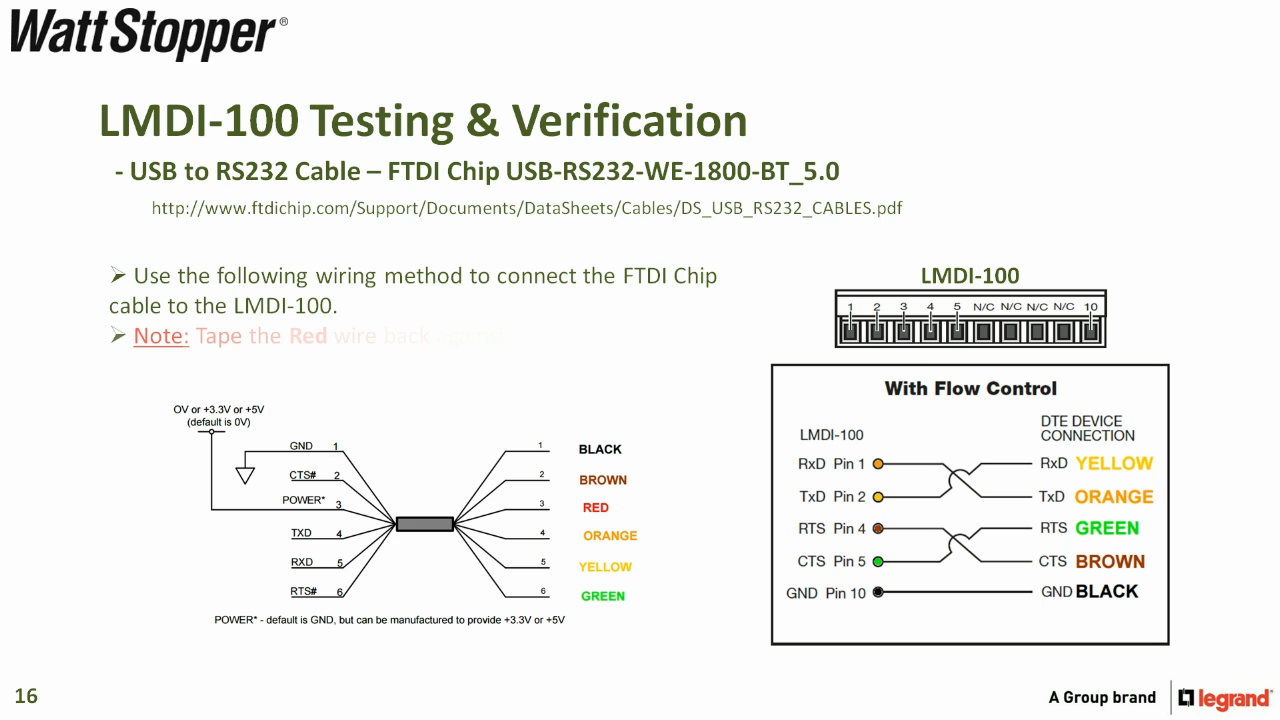 WattStopper®
LMDI-100 Testing & Verification
- USB to RS232 Cable – FTDI Chip USB-RS232-WE-1800-BT_5.0
http://www.ftdichip.com/Support/Documents/DataSheets/Cables/DS_USB_RS232_CABLES.pdf
➢ Use the following wiring method to connect the FTDI Chip
cable to the LMDI-100.
➢ Note: Tape the Red wire back
LMDI-100
1 2 3 4 5 N/C N/C N/C N/C 10
OV or +3.3V or +5V
(default is 0V)
GND 1
CTS# 2
POWER* 3
TXD 4
RXD 5
RTS# 6
1 BLACK
2 BROWN
3 RED
4 ORANGE
5 YELLOW
6 GREEN
POWER* - default is GND, but can be manufactured to provide +3.3V or +5V
With Flow Control
LMDI-100
DTE DEVICE
CONNECTION
RxD Pin 1 RxD YELLOW
TxD Pin 2 TxD ORANGE
RTS Pin 4 RTS GREEN
CTS Pin 5 CTS BROWN
GND Pin 10 GND BLACK
16
A Group brand legrand®